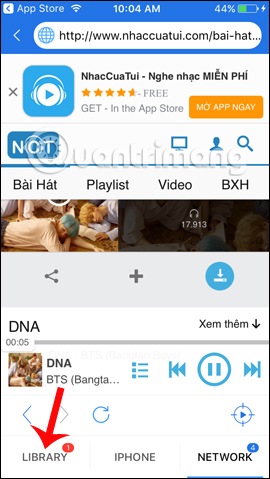 App Store 10:04 AM 44%
http://www.nhaccuatui.com/bai-hat...
NhacCuaTui - Nghe nhạc MIỄN PHÍ
- FREE
GET - In the App Store
MỞ APP NGAY
NCT
Quantrimang
Bài Hát Playlist Video BXH
17.913
DNA
Xem thêm
00:05
DNA
BTS (Bangta...
LIBRARY 1 IPHONE NETWORK 4